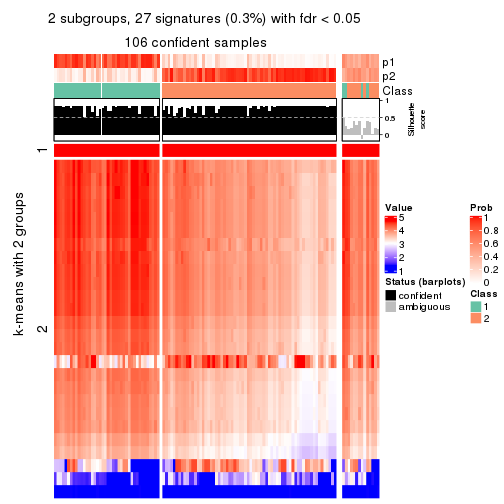 2 subgroups, 27 signatures (0.3%) with fdr < 0.05
106 confident samples
p1
p2
Class
1
0.5
0
Silhouette
score
k-means with 2 groups
1
2
Value
5
4
3
2
1
Prob
1
0.8
0.6
0.4
0.2
0
Status (barplots)
confident
ambiguous
Class
1
2